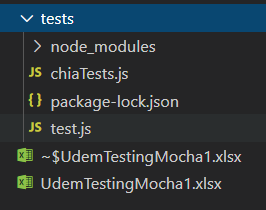 tests
node_modules
JS chiaTests.js
{} package-lock.json
JS test.js
~$UdemTestingMocha1.xlsx
UdemTestingMocha1.xlsx